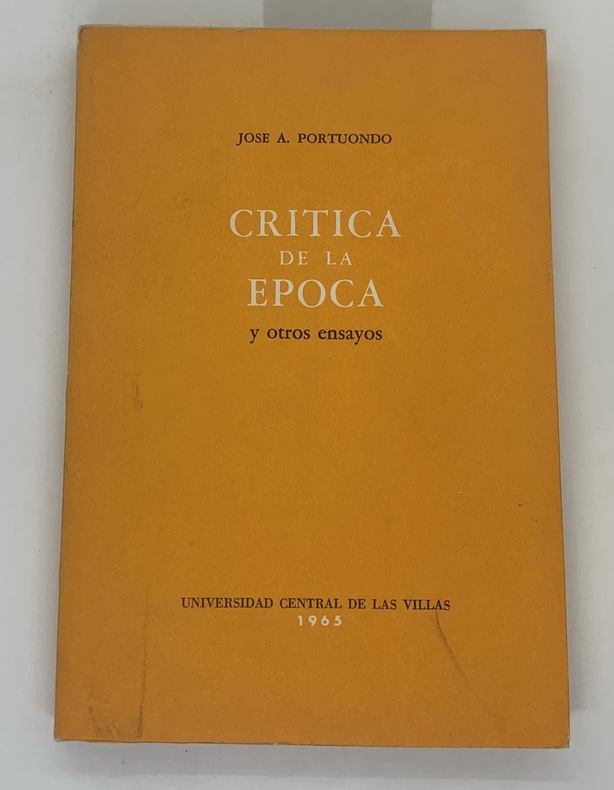 JOSE A. PORTUONDO
CRITICA
DE LA
EPOCA
y otros ensayos
UNIVERSIDAD CENTRAL DE LAS VILLAS
1965